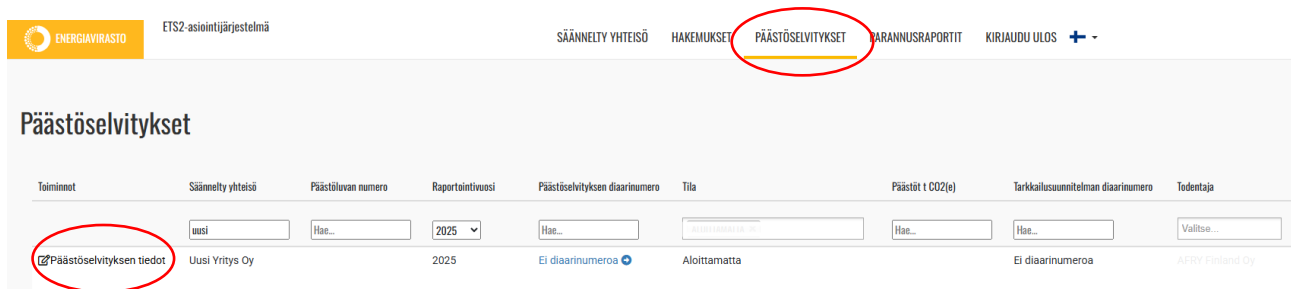 ENERGIAVIRASTO
ETS2-asiointijärjestelmä
SÄÄNNELTY YHTEISÖ HAKEMUKSET PÄÄSTÖSELVITYKSET PARANNUSRAPORTIT KIRJAUDU ULOS
Päästöselvitykset
Toiminnot Säännelty yhteisö Päästöluvan numero Raportointivuosi Päästöselvityksen diaarinumero Tila Päästöt t CO2(e) Tarkkailusuunnitelman diaarinumero Todentaja
uusi Hae... 2025 Hae... Hae... Hae... Valitse...
Päästöselvityksen tiedot Uusi Yritys Oy 2025 Ei diaarinumeroa Aloittamatta Ei diaarinumeroa AFRY Finland Oy